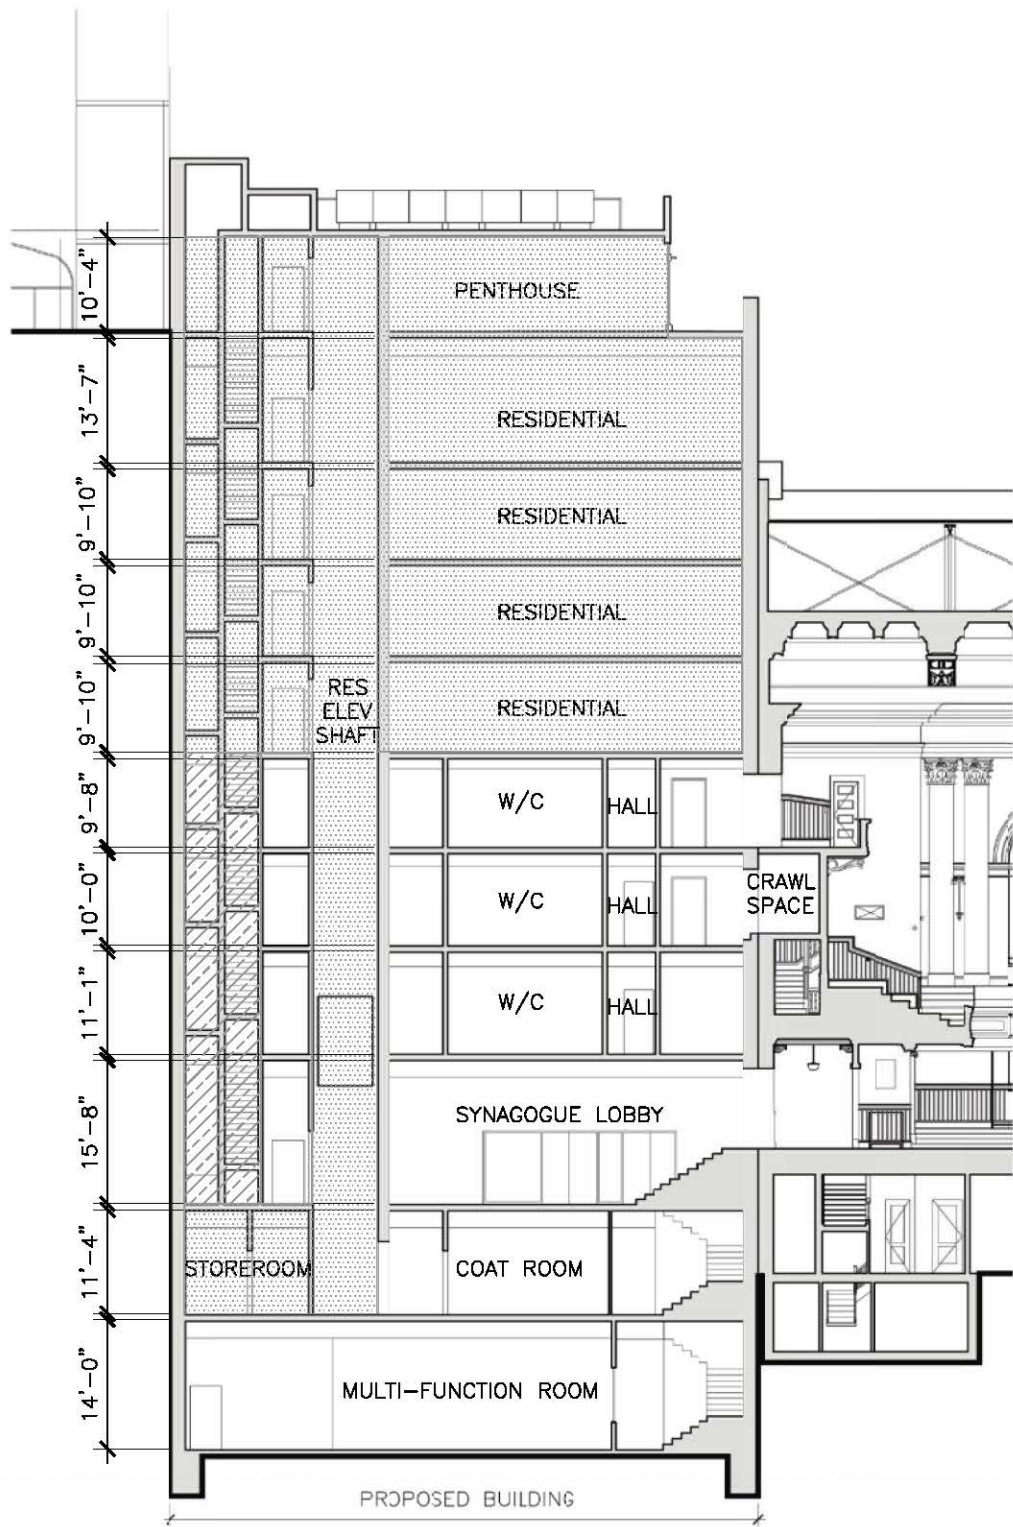 10'-4"
PENTHOUSE
13'-7"
RESIDENTIAL
9'-10"
RESIDENTIAL
9'-10"
RESIDENTIAL
9'-10"
RES
ELEV
SHAFT
RESIDENTIAL
9'-8"
W/C
HALL
10'-0"
W/C
HALL
CRAWL
SPACE
11'-1"
W/C
HALL
15'-8"
SYNAGOGUE LOBBY
11'-4"
STOREROOM
COAT ROOM
14'-0"
MULTI-FUNCTION ROOM
PROPOSED BUILDING